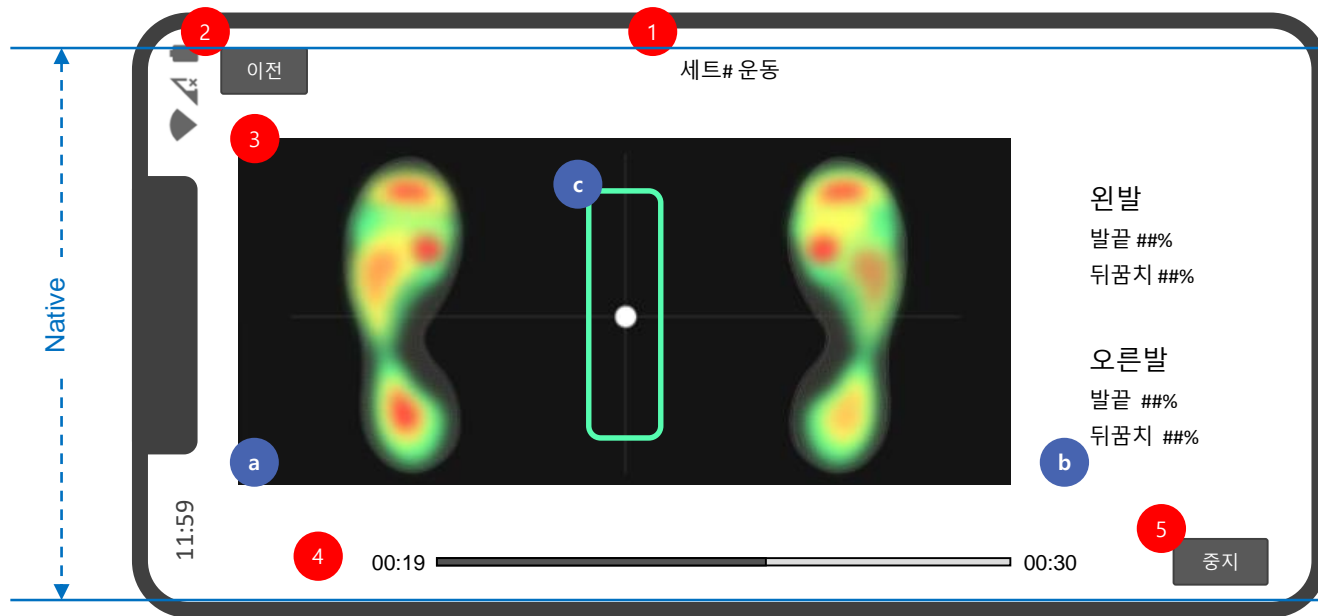 1
2
이전
세트# 운동
3
c
왼발
발끝 ##%
뒤꿈치 ##%
Native
오른발
발끝 ##%
뒤꿈치 ##%
a
b
11:59
4
00:19
00:30
5
중지